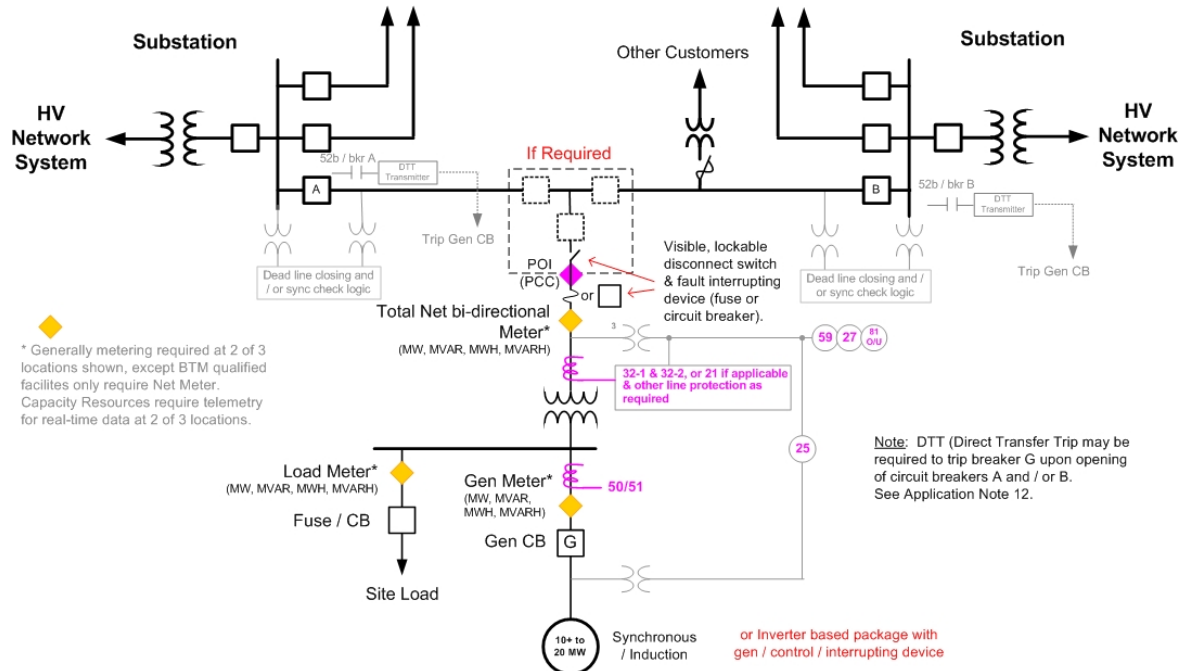 Substation
Substation
Other Customers
HV
Network
System
HV
Network
System
If Required
52b / bkr A
DTT
Transmitter
A
B
52b / bkr B
DTT
Transmitter
Trip Gen CB
Trip Gen CB
Dead line closing and
/ or sync check logic
Dead line closing and /
or sync check logic
POI
(PCC)
or
Visible, lockable
disconnect switch
& fault interrupting
device (fuse or
circuit breaker).
Total Net bi-directional
Meter*
(MW, MVAR, MWH, MVARH)
3
59
27
81
O/U
* Generally metering required at 2 of 3
locations shown, except BTM qualified
facilites only require Net Meter.
Capacity Resources require telemetry
for real-time data at 2 of 3 locations.
32-1 & 32-2, or 21 if applicable
& other line protection as
required
25
Note:  DTT (Direct Transfer Trip may be
required to trip breaker G upon opening
of circuit breakers A and / or B.
See Application Note 12.
Load Meter*
(MW, MVAR, MWH, MVARH)
Gen Meter*
(MW, MVAR,
MWH, MVARH)
50/51
Fuse / CB
Gen CB
G
Site Load
10+ to
20 MW
Synchronous
/ Induction
or Inverter based package with
gen / control / interrupting device